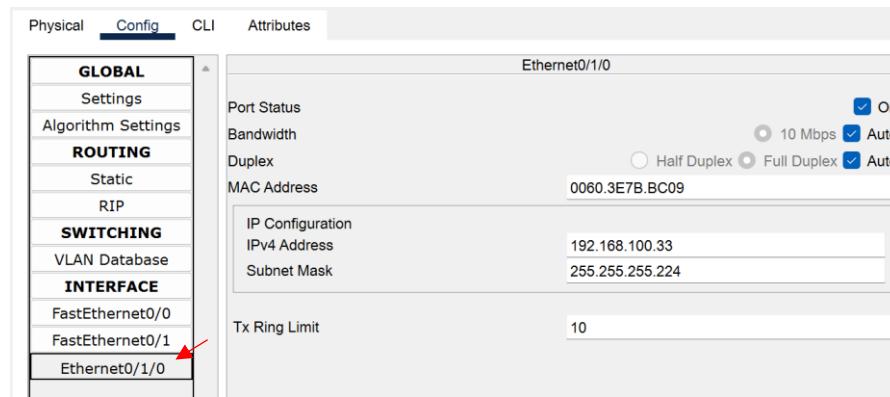 Physical Config CLI Attributes
GLOBAL
Settings
Algorithm Settings
ROUTING
Static
RIP
SWITCHING
VLAN Database
INTERFACE
FastEthernet0/0
FastEthernet0/1
Ethernet0/1/0
Ethernet0/1/0
Port Status O
Bandwidth 10 Mbps Aut
Duplex Half Duplex Full Duplex Aut
MAC Address 0060.3E7B.BC09
IP Configuration
IPv4 Address 192.168.100.33
Subnet Mask 255.255.255.224
Tx Ring Limit 10